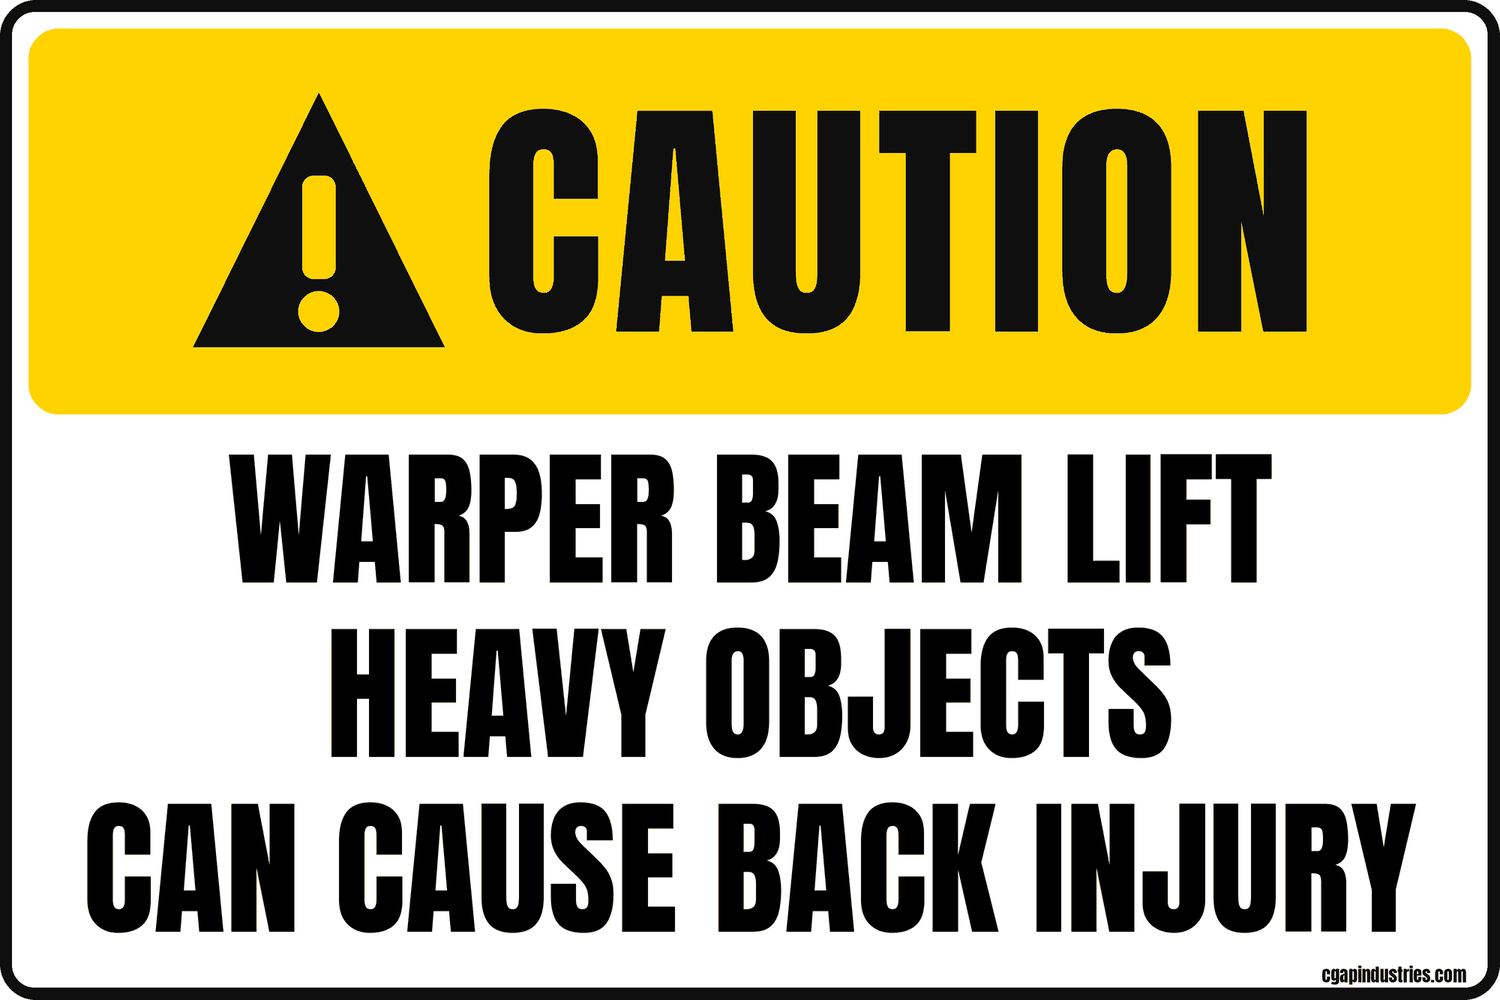 CAUTION
WARPER BEAM LIFT
HEAVY OBJECTS
CAN CAUSE BACK INJURY
cgapindustries.com